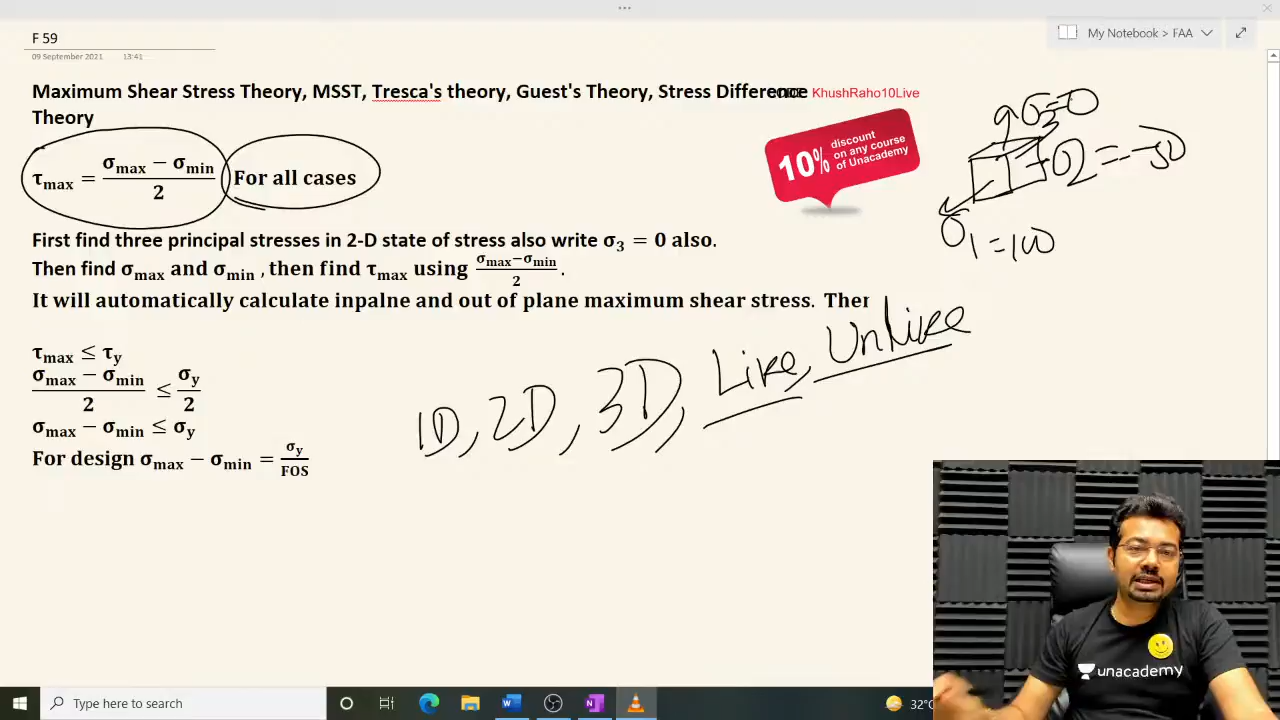 F 59
09 September 2021 13:41
My Notebook > FAA
Maximum Shear Stress Theory, MSST, Tresca's theory, Guest's Theory, Stress Difference
KhushRaho10Live
Theory
10% discount
on any course
of Unacademy
τmax = σmax − σmin / 2 For all cases
σ3=0
σ2=-50
σ1=100
First find three principal stresses in 2-D state of stress also write σ3 = 0 also.
Then find σmax and σmin , then find τmax using σmax−σmin / 2 .
It will automatically calculate inpalne and out of plane maximum shear stress. Then
1D, 2D, 3D, Like, Unlike
τmax ≤ τy
σmax − σmin / 2 ≤ σy / 2
σmax − σmin ≤ σy
For design σmax − σmin = σy / FOS
unacademy
Type here to search
32°C